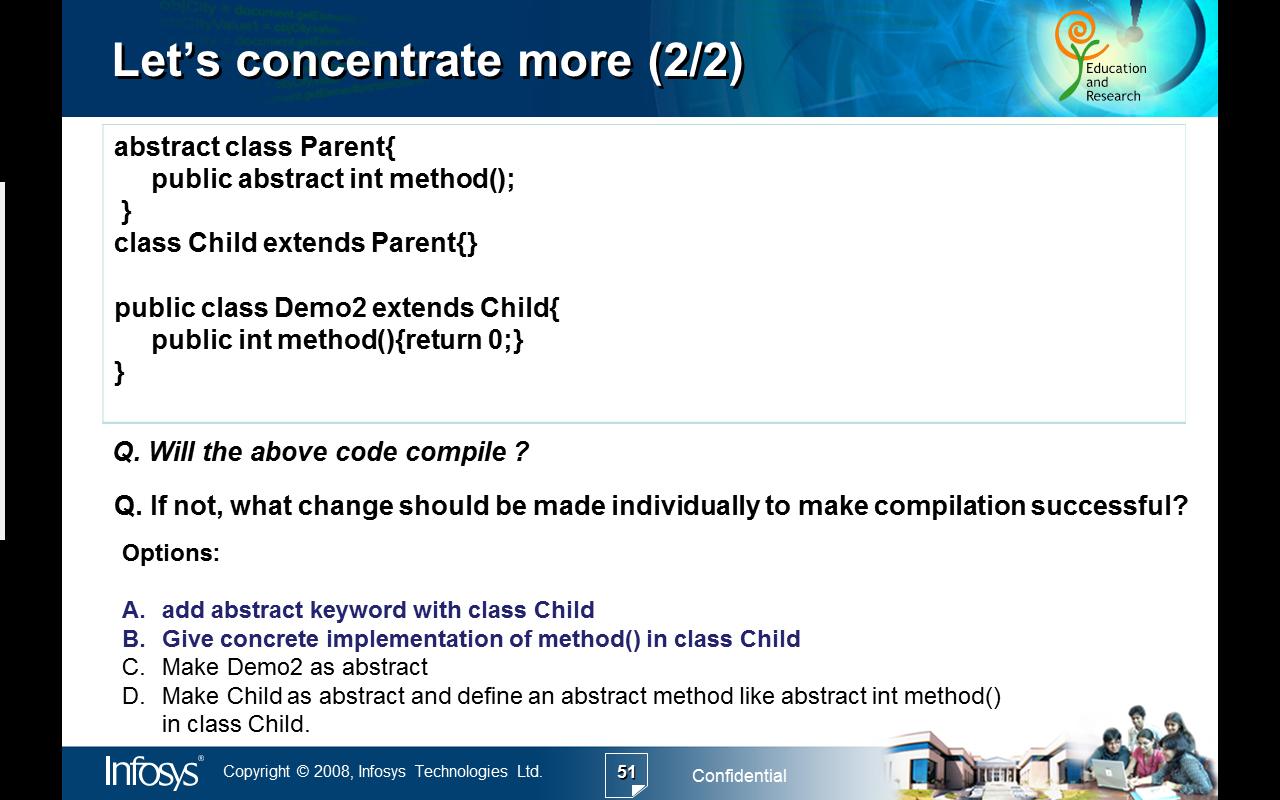 Let’s concentrate more (2/2)
Education
and
Research
abstract class Parent{
public abstract int method();
}
class Child extends Parent{}
public class Demo2 extends Child{
public int method(){return 0;}
}
Q. Will the above code compile ?
Q. If not, what change should be made individually to make compilation successful?
Options:
A. add abstract keyword with class Child
B. Give concrete implementation of method() in class Child
C. Make Demo2 as abstract
D. Make Child as abstract and define an abstract method like abstract int method()
in class Child.
Infosys®
Copyright © 2008, Infosys Technologies Ltd.
51
Confidential